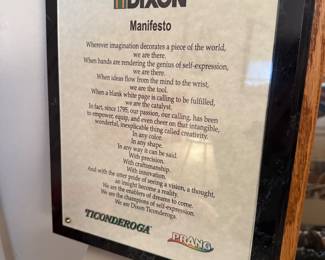 DIXON
Manifesto
Wherever imagination decorates a piece of the world,
we are there.
When hands are rendering the genius of self-expression,
we are there.
When ideas flow from the mind to the wrist,
we are the tool.
When a blank white page is calling to be fulfilled,
we are the catalyst.
In fact, since 1795, our passion, our calling, has been
to empower, equip, and even cheer on that intangible,
wonderful, inexplicable thing called creativity.
In any color.
In any shape.
In any way it can be said.
With precision.
With craftsmanship.
With innovation.
And with the utter pride of seeing a vision, a thought,
an insight become a reality.
We are the enablers of dreams to come.
We are the champions of self-expression.
We are Dixon Ticonderoga.
TICONDEROGA
PRANG